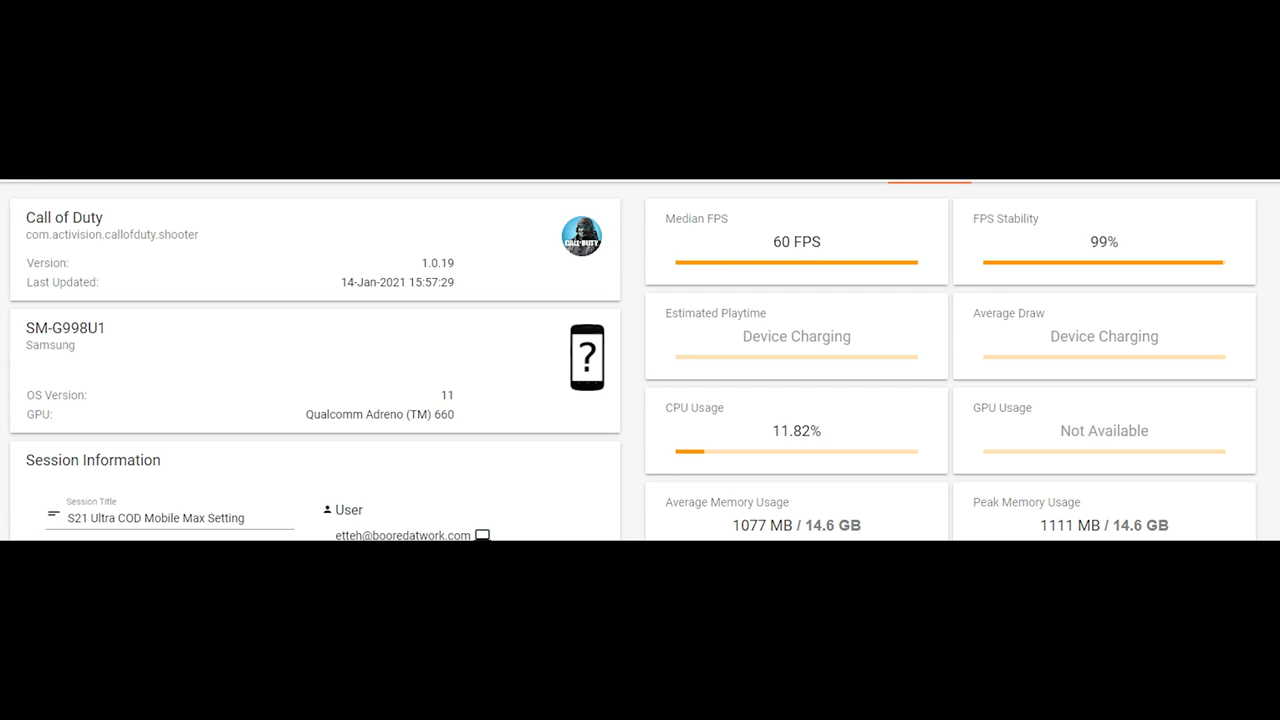 Call of Duty
com.activision.callofduty.shooter
CALL OF DUTY
Version: 1.0.19
Last Updated: 14-Jan-2021 15:57:29
SM-G998U1
Samsung
?
OS Version: 11
GPU: Qualcomm Adreno (TM) 660
Session Information
Session Title
S21 Ultra COD Mobile Max Setting
User
etteh@booredatwork.com
Median FPS
60 FPS
FPS Stability
99%
Estimated Playtime
Device Charging
Average Draw
Device Charging
CPU Usage
11.82%
GPU Usage
Not Available
Average Memory Usage
1077 MB / 14.6 GB
Peak Memory Usage
1111 MB / 14.6 GB